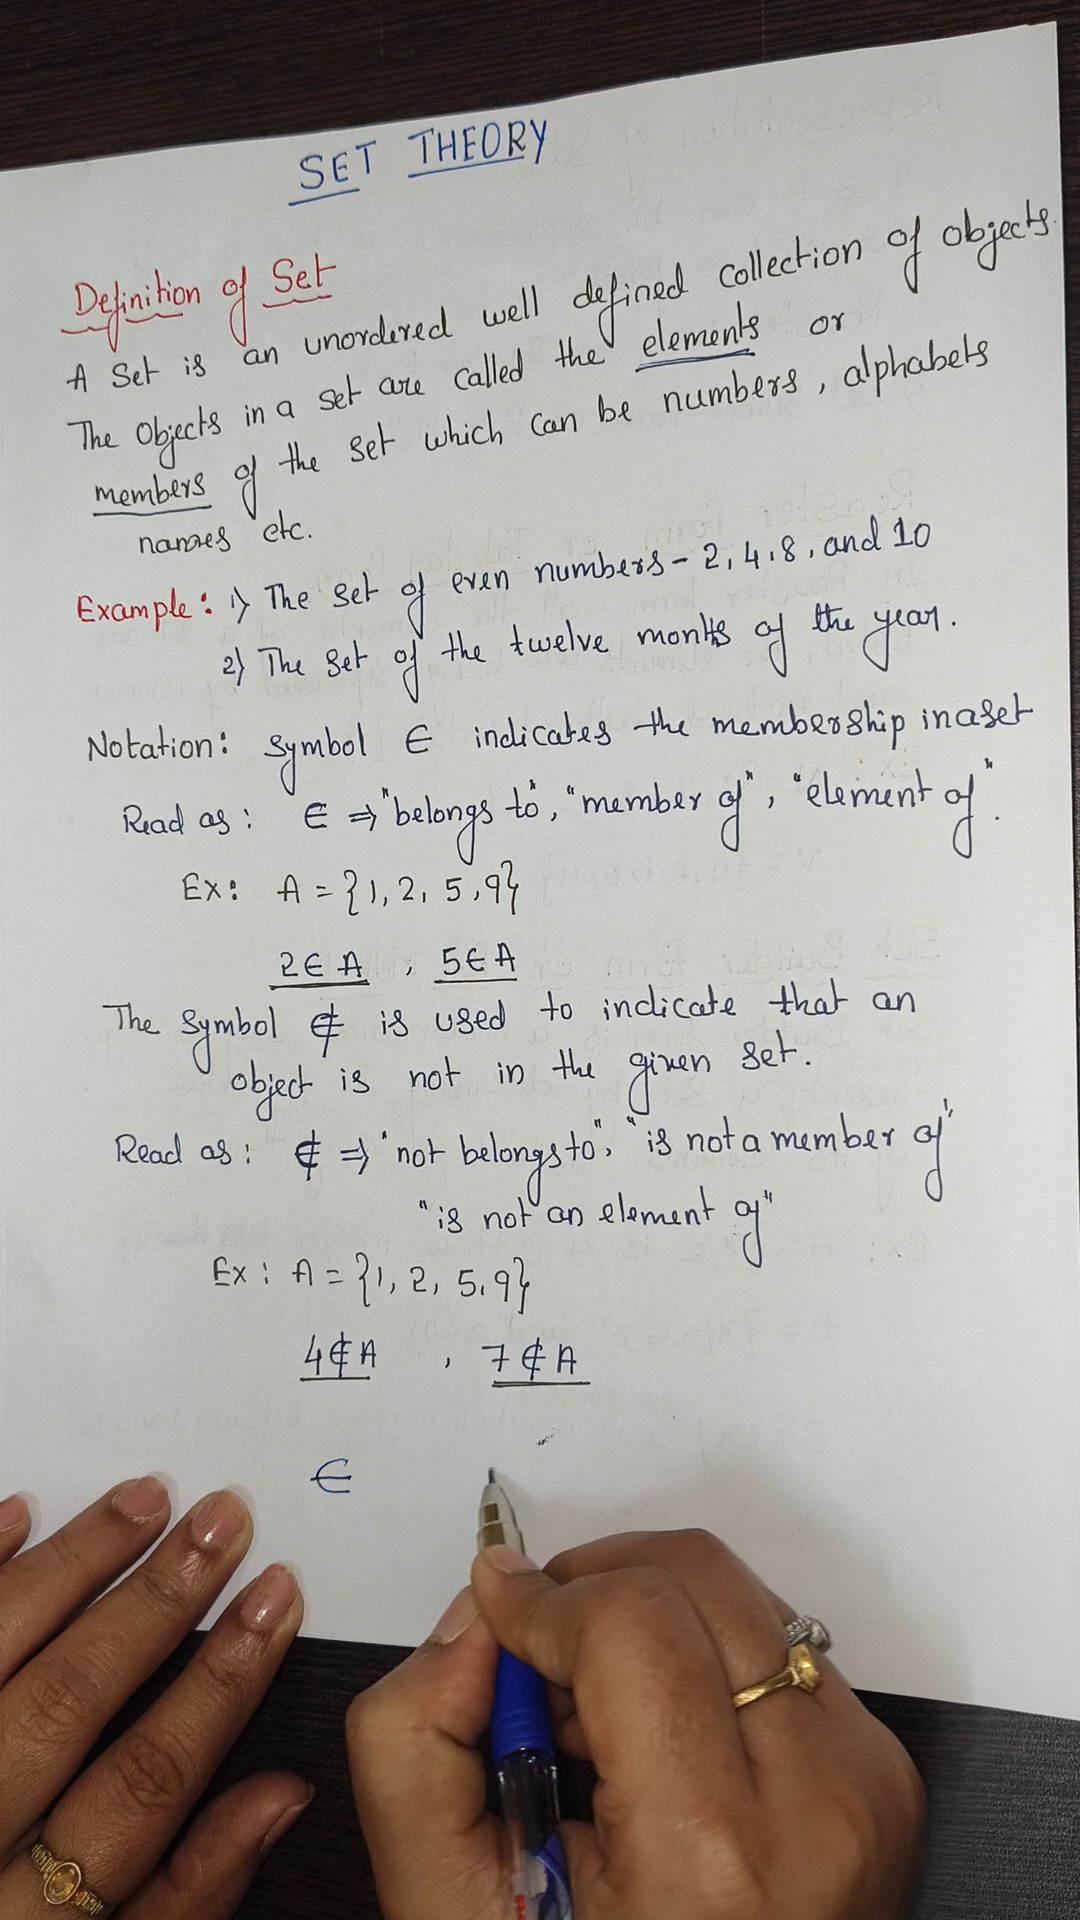 SET THEORY
Definition of Set
A Set is an unordered well defined collection of objects.
The objects in a set are called the elements or
members of the set which can be numbers, alphabets
names etc.
Example: 1) The set of even numbers - 2, 4, 8, and 10
2) The set of the twelve months of the year.
Notation: Symbol ∈ indicates the membership in a set
Read as: ∈ ⇒ "belongs to", "member of", "element of".
Ex: A = {1, 2, 5, 9}
2 ∈ A , 5 ∈ A
The symbol ∉ is used to indicate that an
object is not in the given set.
Read as: ∉ ⇒ "not belongs to", "is not a member of"
"is not an element of"
Ex: A = {1, 2, 5, 9}
4 ∉ A , 7 ∉ A
∈